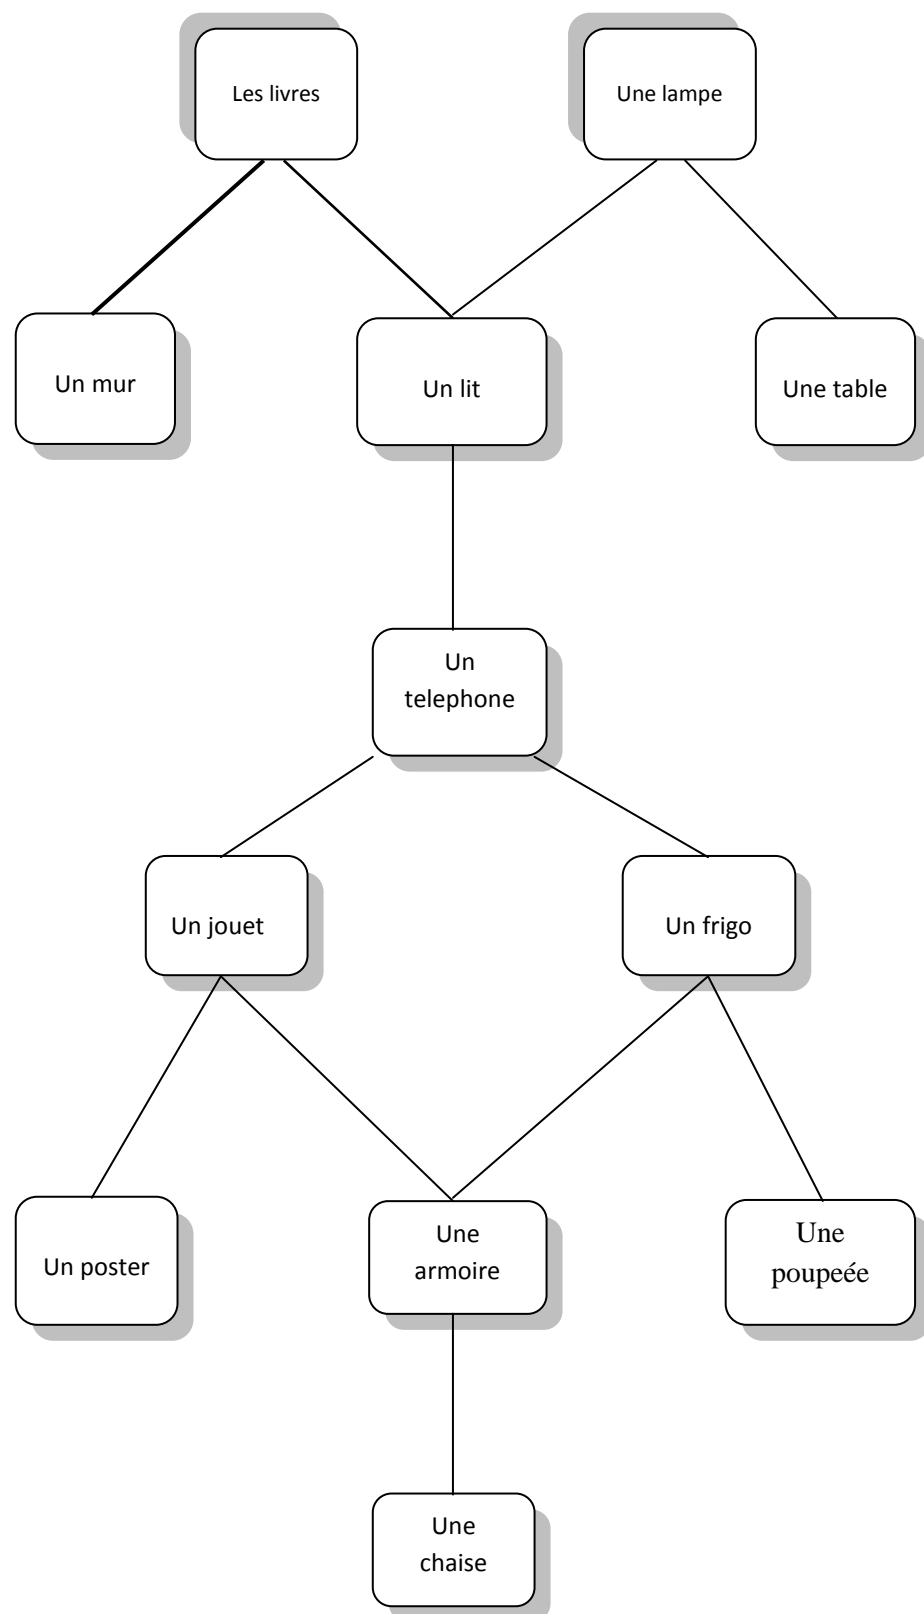 Les livres
Une lampe
Un mur
Un lit
Une table
Un
telephone
Un jouet
Un frigo
Un poster
Une
armoire
Une
poupeée
Une
chaise